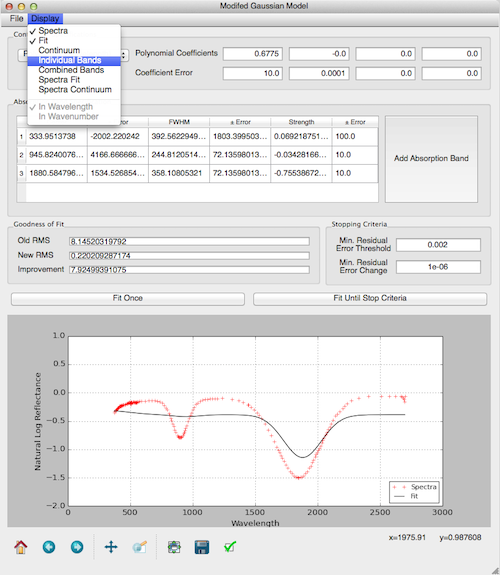 Modifed Gaussian Model
File Display
✓ Spectra
✓ Fit
Continuum
Individual Bands
Combined Bands
Spectra Fit
Spectra Continuum
✓ In Wavelength
In Wavenumber
Polynomial Coefficients 0.6775 -0.0 0.0 0.0
Coefficient Error 10.0 0.0001 0.0 0.0
FWHM ± Error Strength ± Error
1 333.9513738 -2002.220242 392.5622949... 1803.399503... 0.069218751... 100.0
2 945.8240076... 4166.666666... 244.8120514... 72.13598013... -0.03428166... 10.0
3 1880.584796... 1534.526854... 358.10805321 72.13598013... -0.75538672... 10.0
Add Absorption Band
Goodness of Fit
Old RMS 8.14520319792
New RMS 0.220209287174
Improvement 7.92499391075
Stopping Criteria
Min. Residual
Error Threshold 0.002
Min. Residual
Error Change 1e-06
Fit Once Fit Until Stop Criteria
1.0
0.5
0.0
−0.5
−1.0
−1.5
−2.0
Natural Log Reflectance
Spectra
Fit
0 500 1000 1500 2000 2500 3000
Wavelength
x=1975.91 y=0.987608